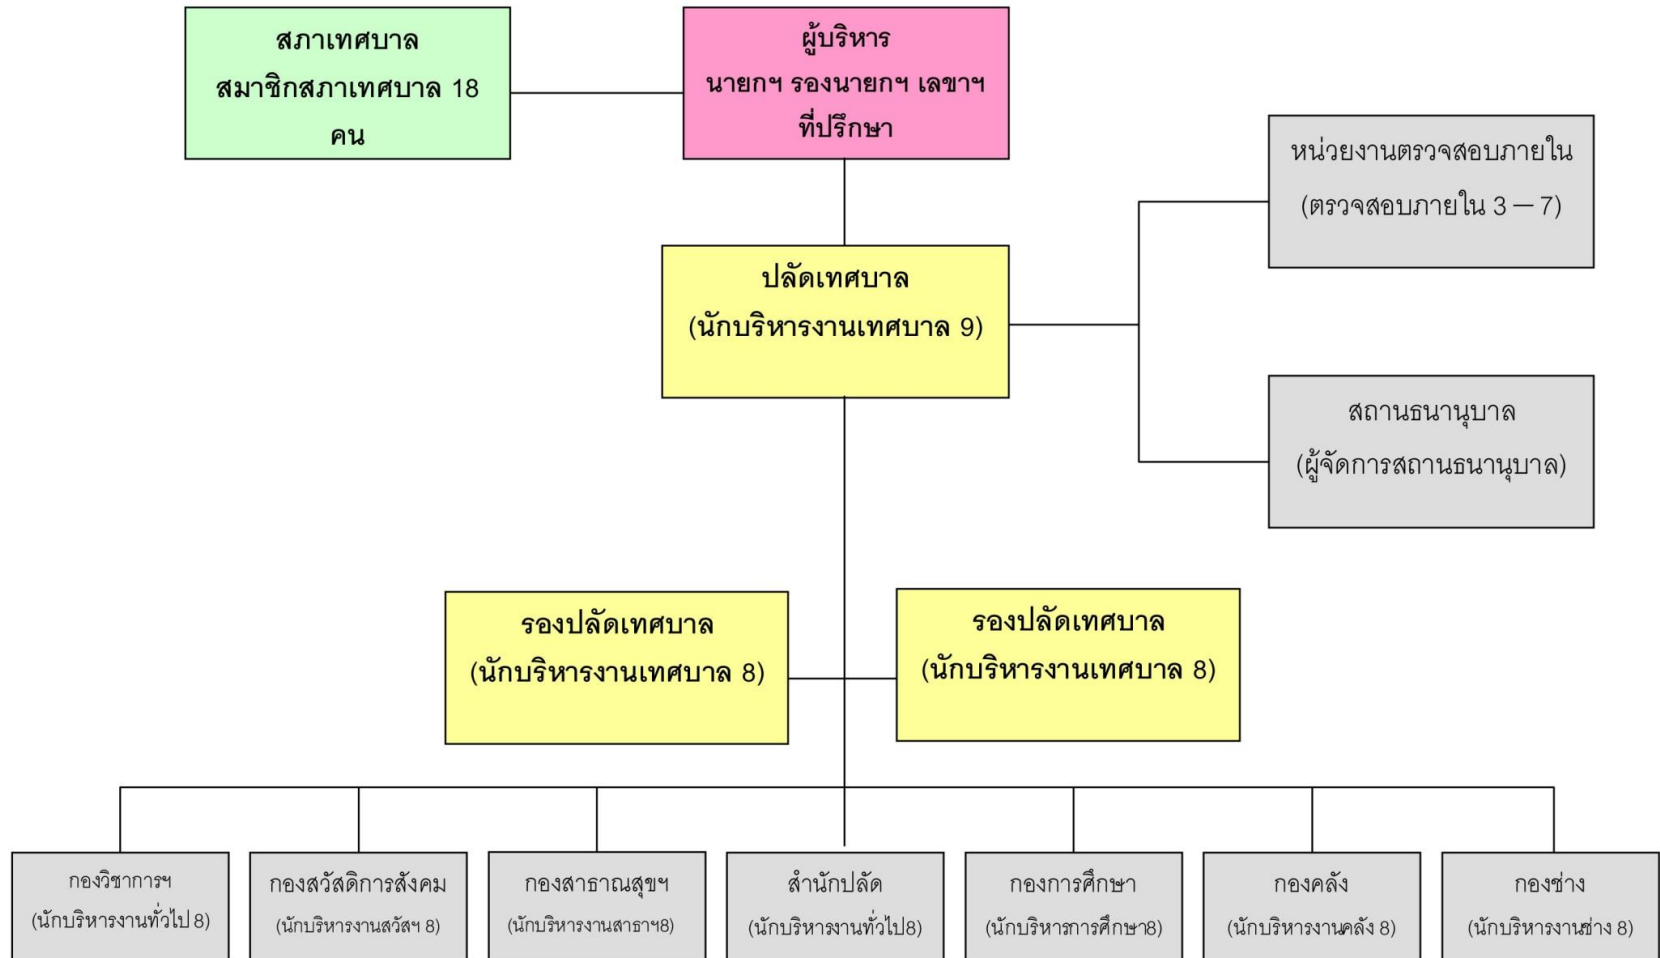 สภาเทศบาล
สมาชิกสภาเทศบาล 18
คน
ผู้บริหาร
นายกฯ รองนายกฯ เลขาฯ
ที่ปรึกษา
หน่วยงานตรวจสอบภายใน
(ตรวจสอบภายใน 3 – 7)
ปลัดเทศบาล
(นักบริหารงานเทศบาล 9)
สถานธนานุบาล
(ผู้จัดการสถานธนานุบาล)
รองปลัดเทศบาล
(นักบริหารงานเทศบาล 8)
รองปลัดเทศบาล
(นักบริหารงานเทศบาล 8)
กองวิชาการฯ
(นักบริหารงานทั่วไป 8)
กองสวัสดิการสังคม
(นักบริหารงานสวัสฯ 8)
กองสาธาณสุขฯ
(นักบริหารงานสาธาฯ8)
สำนักปลัด
(นักบริหารงานทั่วไป8)
กองการศึกษา
(นักบริหารการศึกษา8)
กองคลัง
(นักบริหารงานคลัง 8)
กองช่าง
(นักบริหารงานช่าง 8)